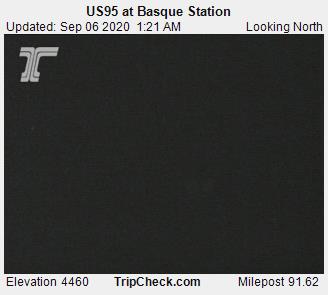 US95 at Basque Station
Updated: Sep 06 2020 1:21 AM Looking North
Elevation 4460 TripCheck.com Milepost 91.62